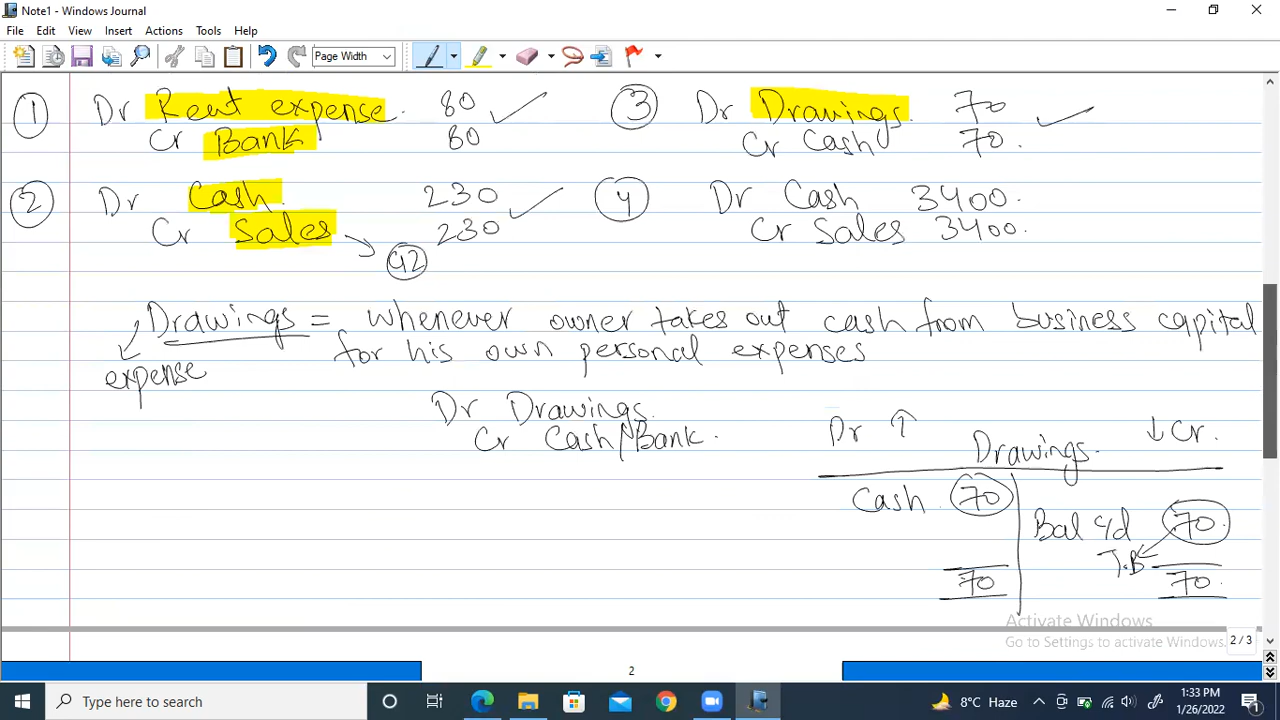 Note1 - Windows Journal
File Edit View Insert Actions Tools Help
Page Width
1 Dr Rent expense. 80
Cr Bank 80
2 Dr Cash. 230
Cr Sales 230
92
3 Dr Drawings. 70
Cr Cash 70.
4 Dr Cash 3400.
Cr Sales 3400.
Drawings = whenever owner takes out cash from business capital
for his own personal expenses
expense
Dr Drawings.
Cr Cash/Bank.
Dr ↑ Drawings. ↓ Cr.
Cash. 70
Bal c/d 70.
T.B
70 70.
Activate Windows
Go to Settings to activate Windows.
2 / 3
2
Type here to search
8°C Haze
1:33 PM
1/26/2022
1